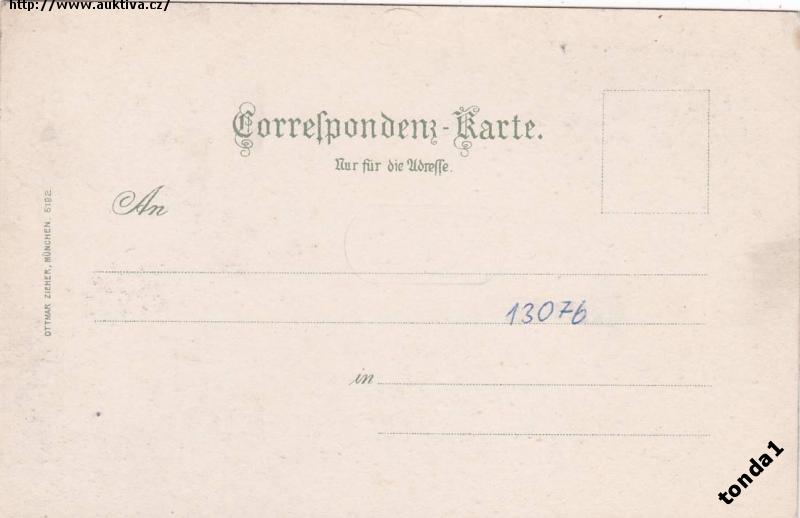 http://www.auktiva.cz/
Correſpondenz-Karte.
Nur für die Adreſſe.
An
OTTMAR ZIEHER, MÜNCHEN. 5192
13076
in
tonda1